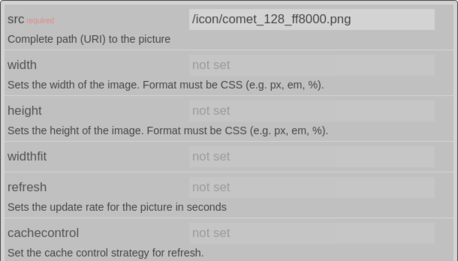 src required /icon/comet_128_ff8000.png
Complete path (URI) to the picture
width not set
Sets the width of the image. Format must be CSS (e.g. px, em, %).
height not set
Sets the height of the image. Format must be CSS (e.g. px, em, %).
widthfit not set
refresh not set
Sets the update rate for the picture in seconds
cachecontrol not set
Set the cache control strategy for refresh.